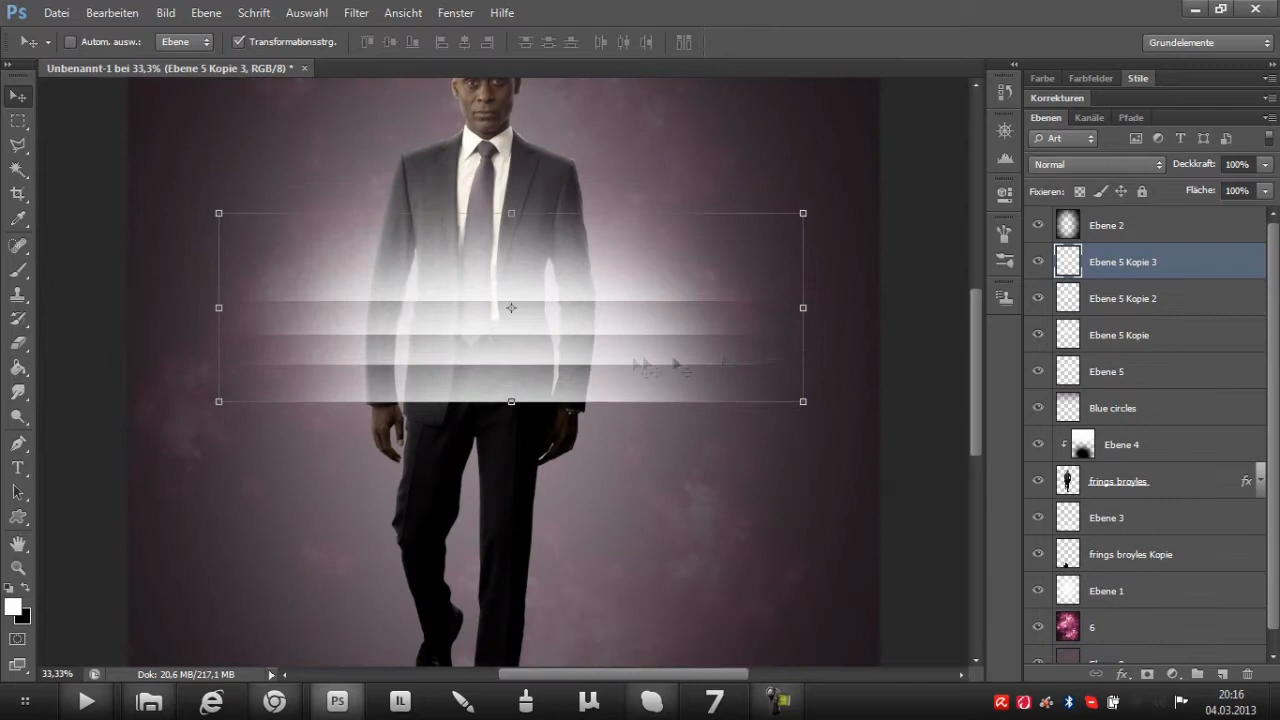 Ps Datei Bearbeiten Bild Ebene Schrift Auswahl Filter Ansicht Fenster Hilfe
Autom. ausw.: Ebene Transformationsstrg. Grundelemente
Unbenannt-1 bei 33,3% (Ebene 5 Kopie 3, RGB/8) *
Farbe Farbfelder Stile
Korrekturen
Ebenen Kanäle Pfade
Art
Normal Deckkraft: 100%
Fixieren: Fläche: 100%
Ebene 2
Ebene 5 Kopie 3
Ebene 5 Kopie 2
Ebene 5 Kopie
Ebene 5
Blue circles
Ebene 4
frings broyles fx
Ebene 3
frings broyles Kopie
Ebene 1
6
33,33% Dok: 20,6 MB/217,1 MB
PS IL 7
20:16
04.03.2013